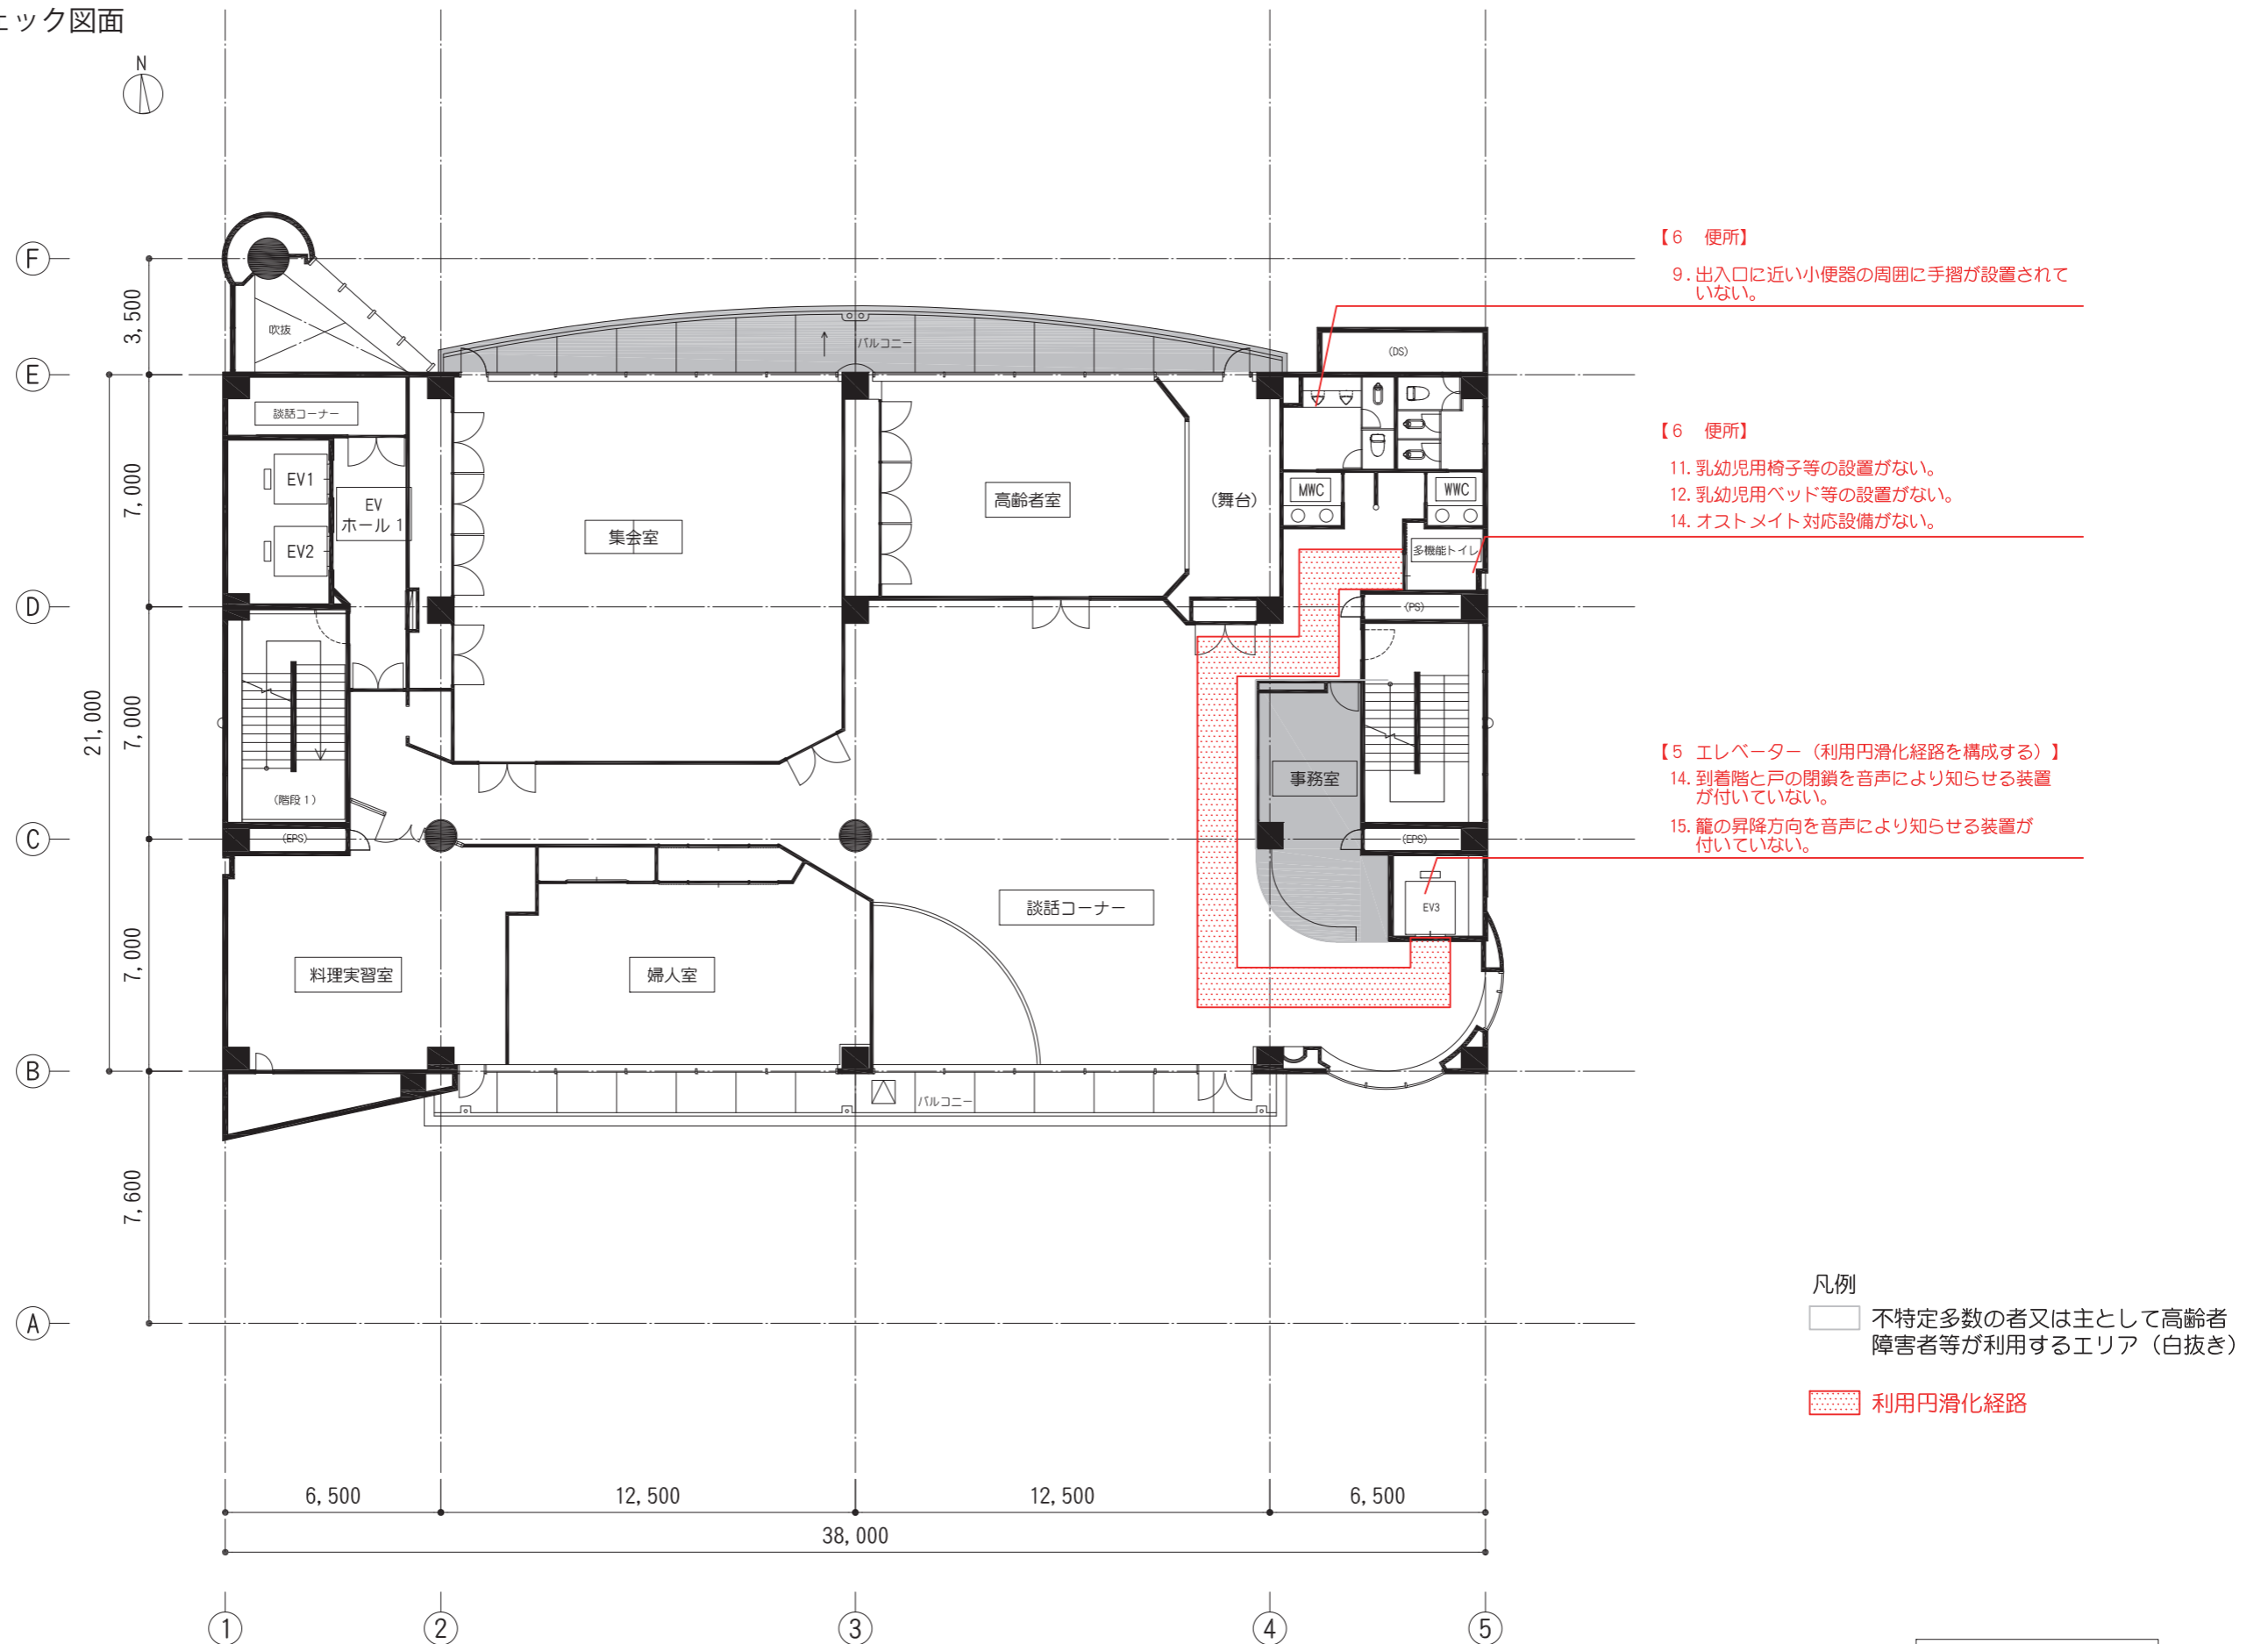 ェック図面
N
【6　便所】
9. 出入口に近い小便器の周囲に手摺が設置されて
いない。
F
3,500
吹抜
バルコニー
(DS)
E
談話コーナー
【6　便所】
11. 乳幼児用椅子等の設置がない。
12. 乳幼児用ベッド等の設置がない。
14. オストメイト対応設備がない。
7,000
EV1
EV
ホール 1
EV2
集会室
高齢者室
(舞台)
MWC
WWC
多機能トイレ
D
(PS)
21,000
7,000
事務室
【5　エレベーター（利用円滑化経路を構成する）】
14. 到着階と戸の閉鎖を音声により知らせる装置
が付いていない。
15. 籠の昇降方向を音声により知らせる装置が
付いていない。
(階段 1)
C
(EPS)
(EPS)
EV3
談話コーナー
7,000
料理実習室
婦人室
B
バルコニー
7,600
A
凡例
不特定多数の者又は主として高齢者
障害者等が利用するエリア（白抜き）
利用円滑化経路
6,500
12,500
12,500
6,500
38,000
1
2
3
4
5